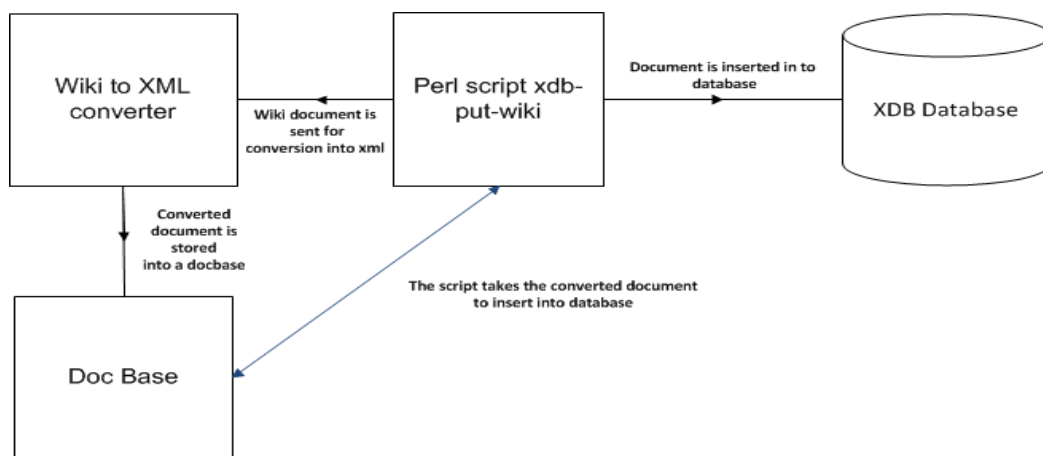 Wiki to XML
converter
Wiki document is
sent for
conversion into xml
Perl script xdb-
put-wiki
Document is inserted in to
database
XDB Database
Converted
document is
stored
into a docbase
The script takes the converted document
to insert into database
Doc Base